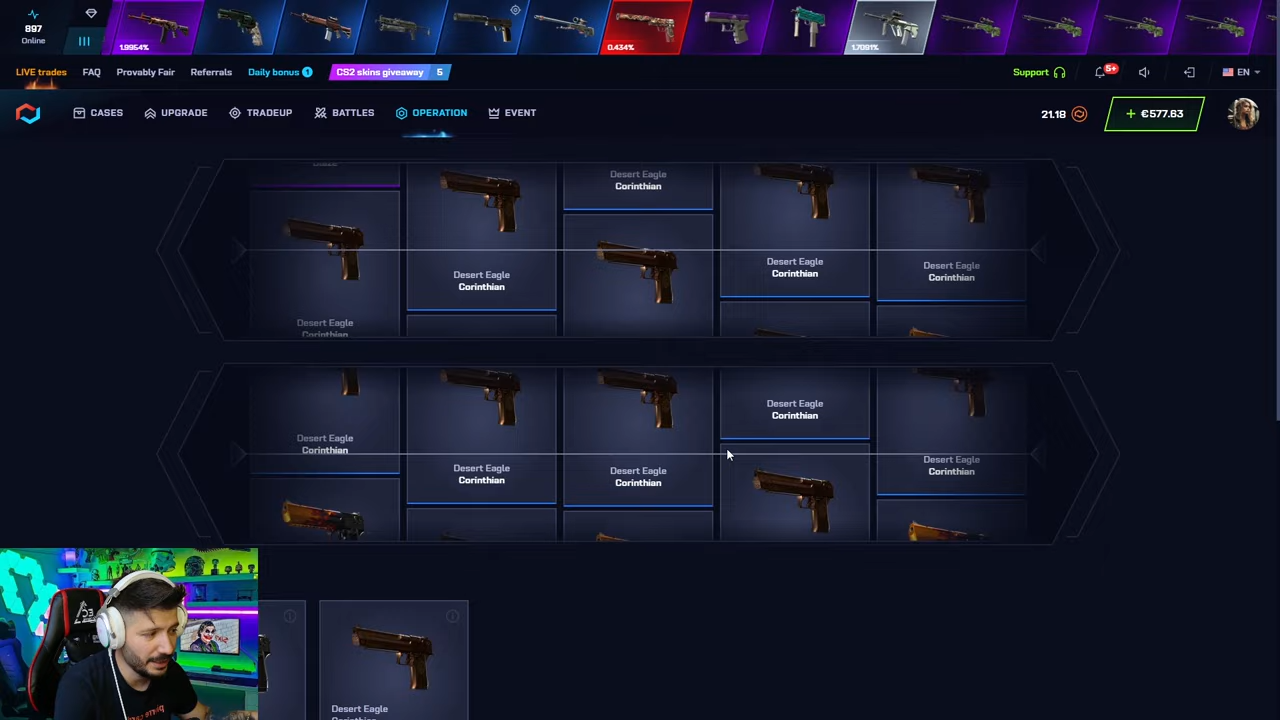 897
Online
1.9954%
0.434%
1.7091%
LIVE trades
FAQ
Provably Fair
Referrals
Daily bonus 1
CS2 skins giveaway 5
Support
5+
EN
CASES
UPGRADE
TRADEUP
BATTLES
OPERATION
EVENT
21.18
+ €577.63
Desert Eagle
Corinthian
Desert Eagle
Corinthian
Desert Eagle
Corinthian
Desert Eagle
Corinthian
Desert Eagle
Corinthian
Desert Eagle
Corinthian
Desert Eagle
Corinthian
Desert Eagle
Corinthian
Desert Eagle
Corinthian
Desert Eagle
Corinthian
Desert Eagle
Corinthian